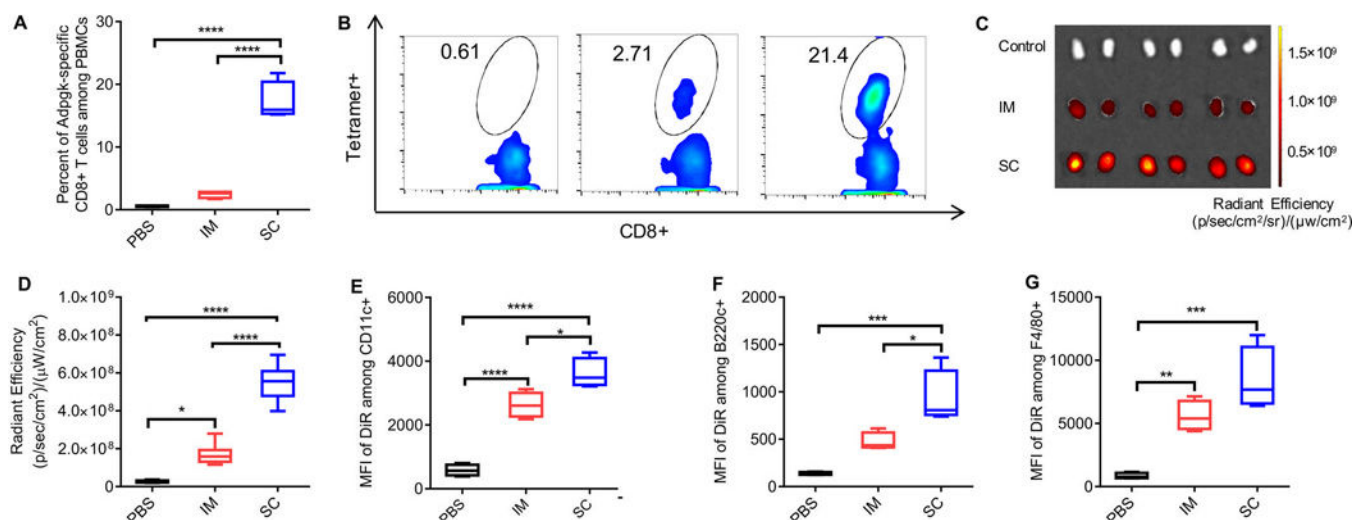 A
Percent of Adpgk-specific
CD8+ T cells among PBMCs
30
20
10
0
****
****
PBS
IM
SC
B
Tetramer+
0.61
2.71
21.4
CD8+
C
Control
IM
SC
1.5×10⁹
1.0×10⁹
0.5×10⁹
Radiant Efficiency
(p/sec/cm²/sr)/(μw/cm²)
D
Radiant Efficiency
(p/sec/cm²)/(μW/cm²)
1.0×10⁹
8.0×10⁸
6.0×10⁸
4.0×10⁸
2.0×10⁸
0
****
****
*
PBS
IM
SC
E
MFI of DiR among CD11c+
6000
4000
2000
0
****
*
****
PBS
IM
SC
-
F
MFI of DiR among B220c+
2000
1500
1000
500
0
***
*
PBS
IM
SC
G
MFI of DiR among F4/80+
15000
10000
5000
0
***
**
PBS
IM
SC